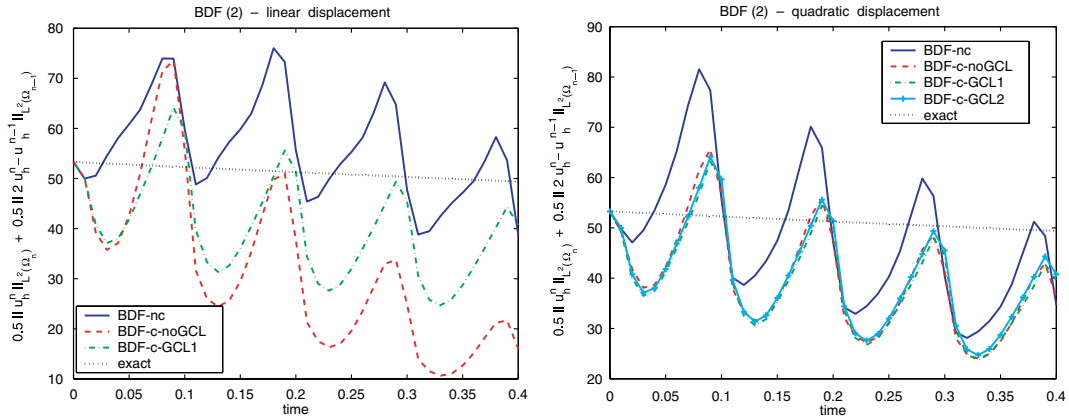 BDF (2) – linear displacement
0.5 || u_h^n ||_{L^2(Ω_n)} + 0.5 || 2 u_h^n - u_h^{n-1} ||_{L^2(Ω_{n-1})}
80
70
60
50
40
30
20
10
BDF-nc
BDF-c-noGCL
BDF-c-GCL1
exact
0 0.05 0.1 0.15 0.2 0.25 0.3 0.35 0.4
time
BDF (2) – quadratic displacement
0.5 || u_h^n ||_{L^2(Ω_n)} + 0.5 || 2 u_h^n - u_h^{n-1} ||_{L^2(Ω_{n-1})}
90
80
70
60
50
40
30
20
BDF-nc
BDF-c-noGCL
BDF-c-GCL1
BDF-c-GCL2
exact
0 0.05 0.1 0.15 0.2 0.25 0.3 0.35 0.4
time